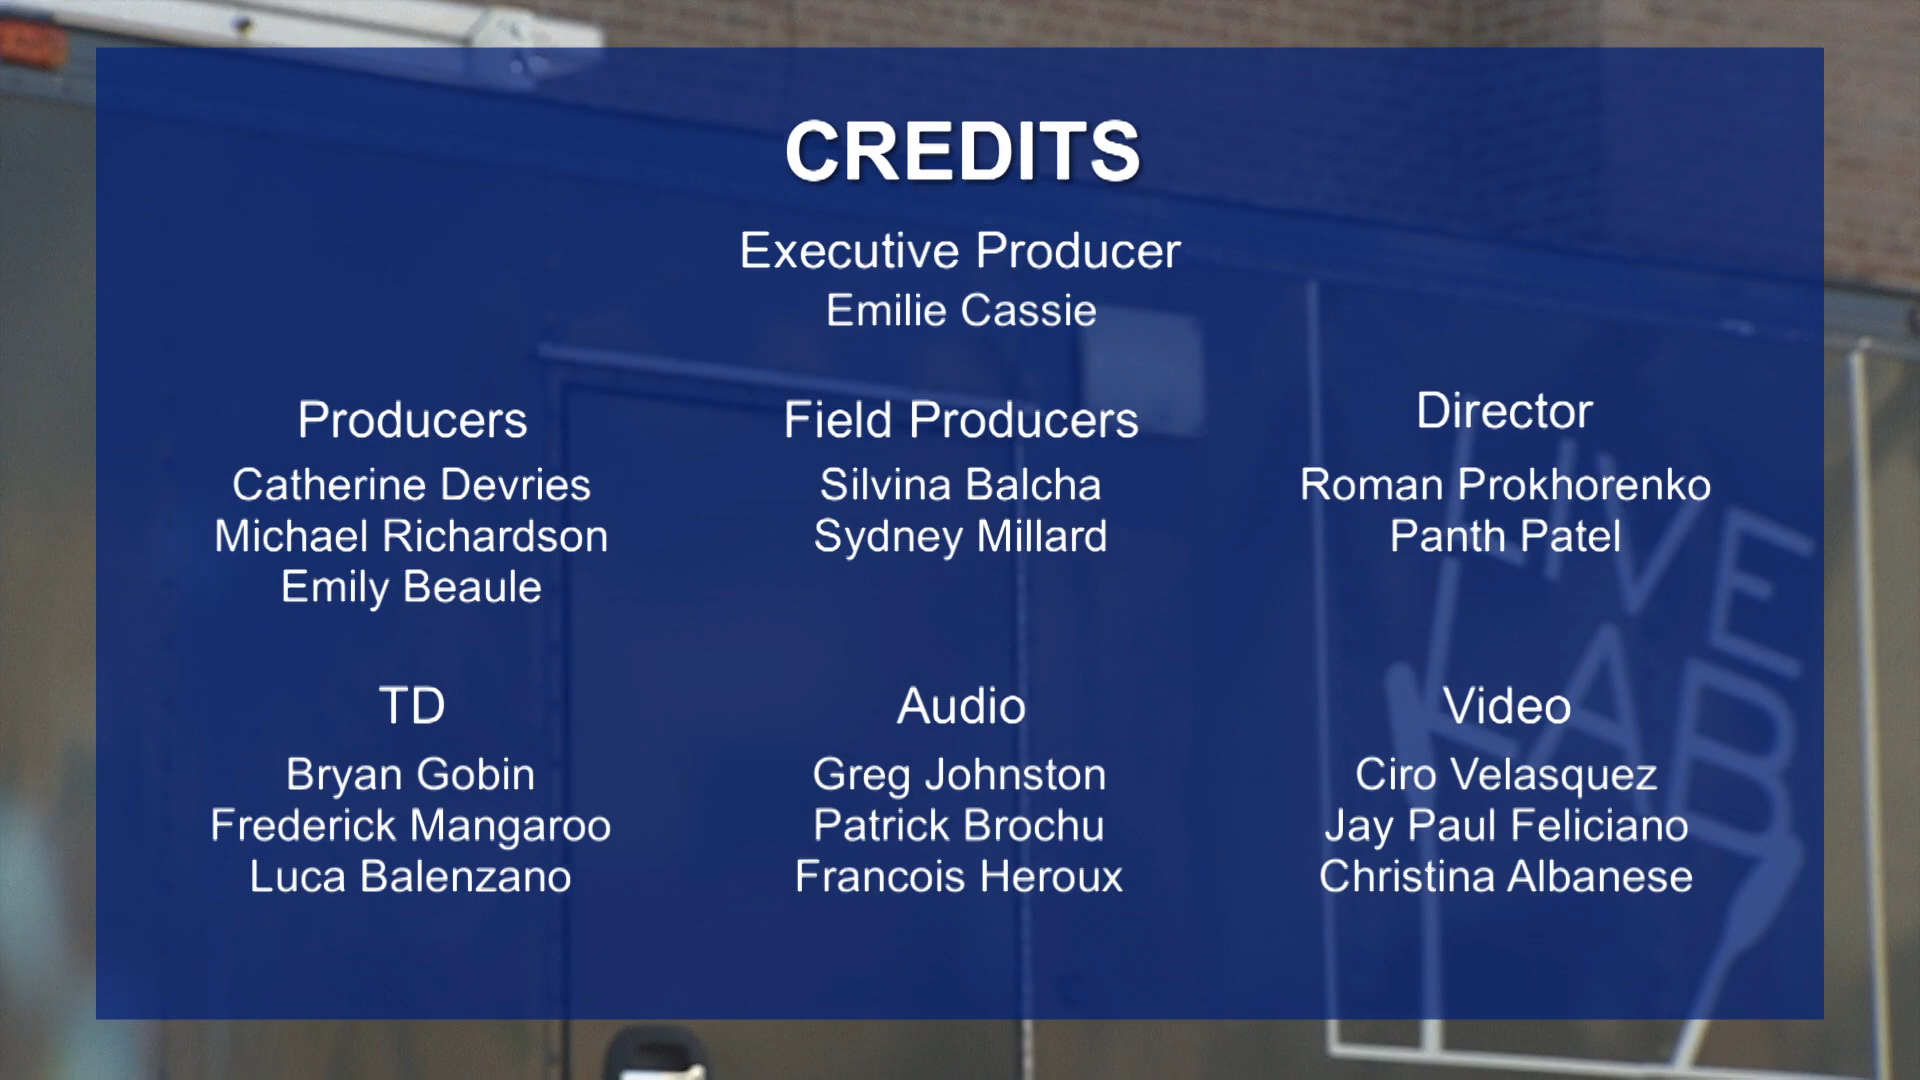 CREDITS
Executive Producer
Emilie Cassie
Producers
Catherine Devries
Michael Richardson
Emily Beaule
Field Producers
Silvina Balcha
Sydney Millard
Director
Roman Prokhorenko
Panth Patel
TD
Bryan Gobin
Frederick Mangaroo
Luca Balenzano
Audio
Greg Johnston
Patrick Brochu
Francois Heroux
Video
Ciro Velasquez
Jay Paul Feliciano
Christina Albanese
LIVE
LAB